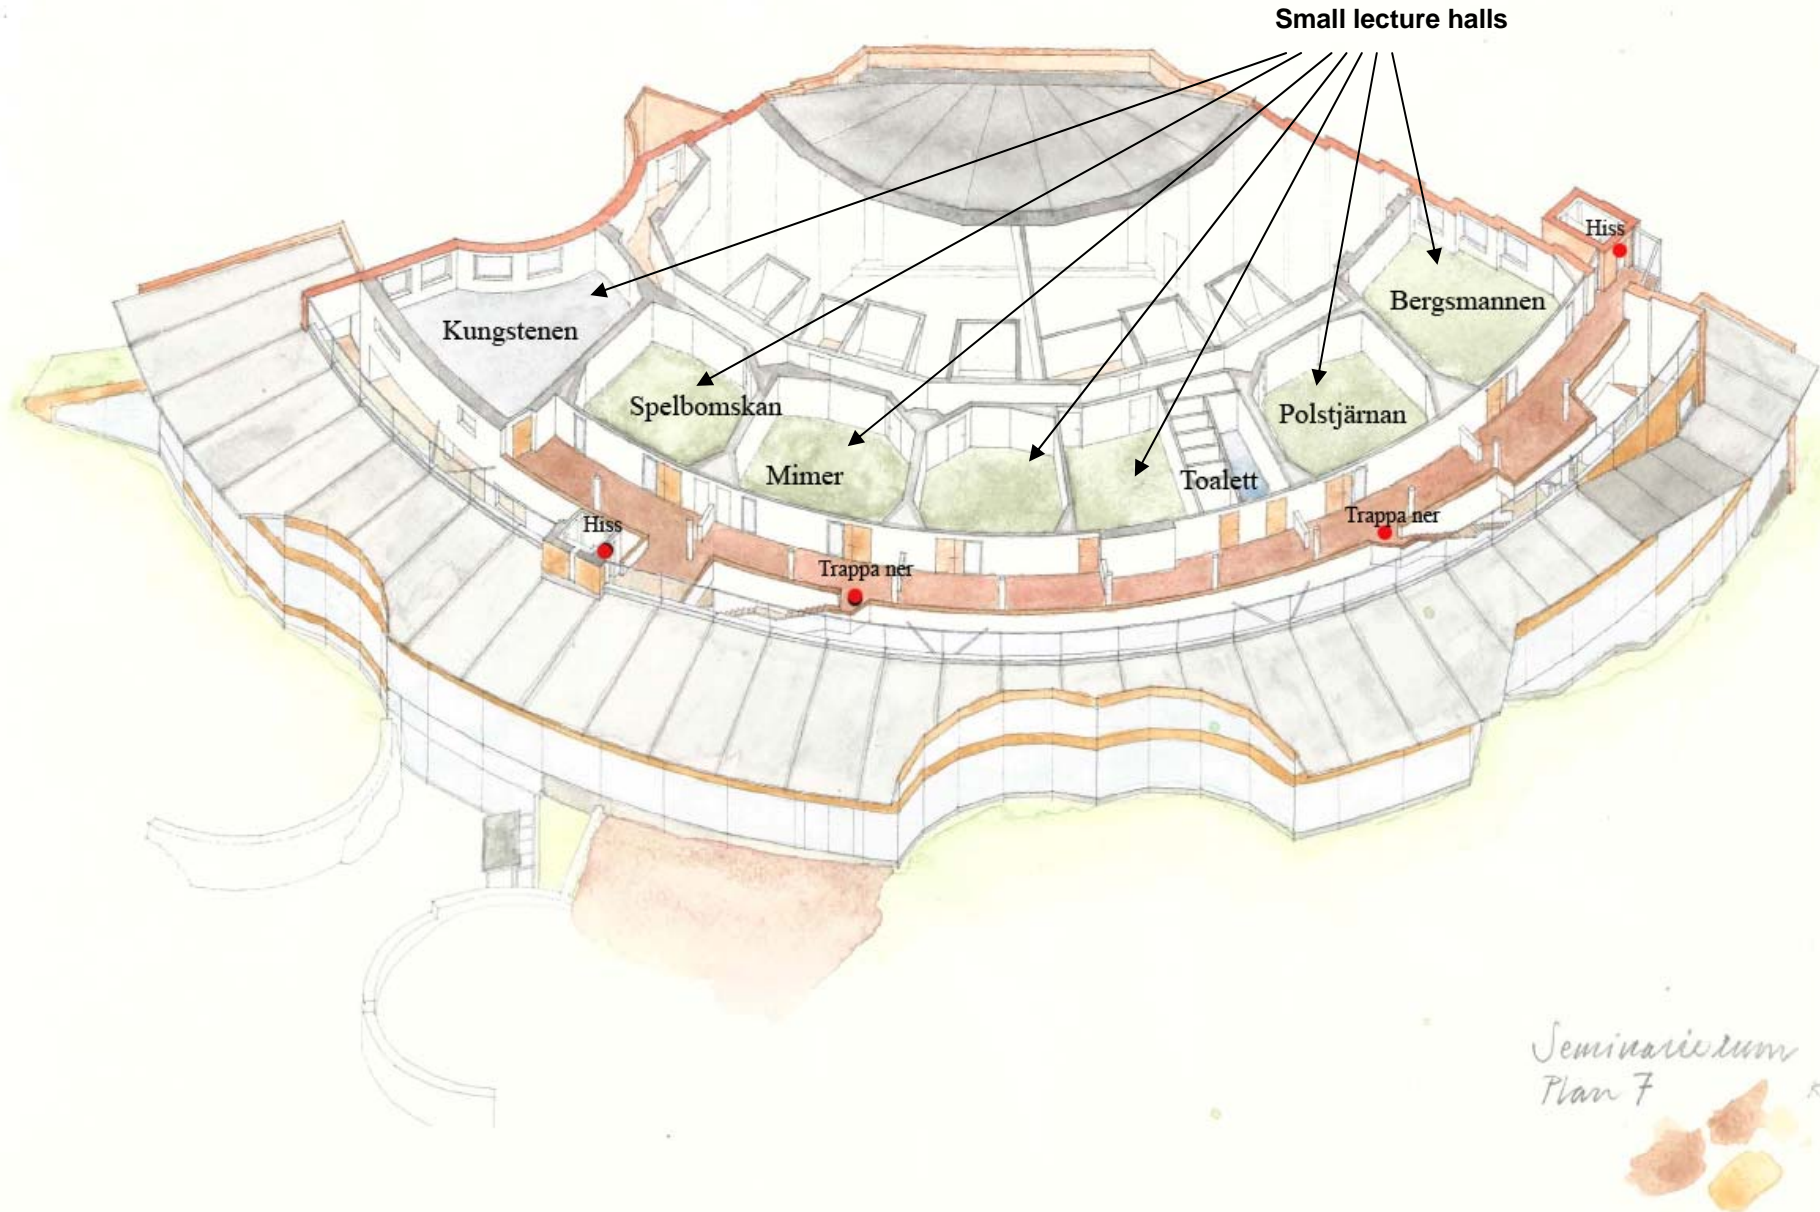 Small lecture halls
Hiss
Bergsmannen
Kungstenen
Spelbomskan
Polstjärnan
Mimer
Toalett
Hiss
Trappa ner
Trappa ner
Seminarierum
Plan 7